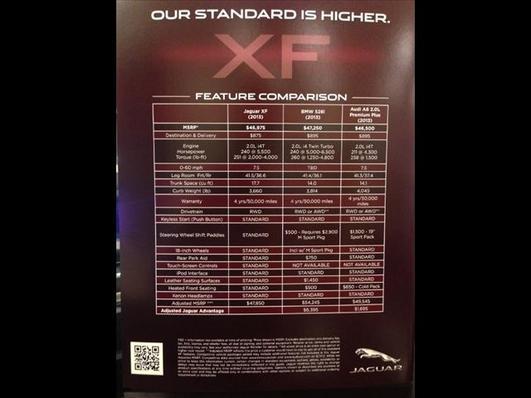 OUR STANDARD IS HIGHER.
XF
FEATURE COMPARISON
Jaguar XF (2013) BMW 528i (2013) Audi A6 2.0L Premium Plus (2013)
MSRP* $46,975 $47,250 $46,500
Destination & Delivery $875 $895 $895
Engine 2.0L i4T 2.0L i4 Twin Turbo 2.0L i4T
Horsepower 240 @ 5,500 240 @ 5,000-6,500 211 @ 4,300
Torque (lb-ft) 251 @ 2,000-4,000 260 @ 1,250-4,800 258 @ 1,500
0-60 mph 7.5 TBD 7.5
Leg Room Frt/Rr 41.5/36.6 41.4/36.1 41.3/37.4
Trunk Space (cu ft) 17.7 14.0 14.1
Curb Weight (lb) 3,660 3,814 4,045
Warranty 4 yrs/50,000 miles 4 yrs/50,000 miles 4 yrs/50,000 miles
Drivetrain RWD RWD or AWD** RWD or AWD**
Keyless Start (Push Button) STANDARD STANDARD STANDARD
Steering Wheel Shift Paddles STANDARD $500 - Requires $2,900 M Sport Pkg $1,500 - 19" Sport Pack
18-inch Wheels STANDARD Incl w/ M Sport Pkg STANDARD
Rear Park Aid STANDARD $750 STANDARD
Touch-Screen Controls STANDARD NOT AVAILABLE NOT AVAILABLE
iPod Interface STANDARD STANDARD STANDARD
Leather Seating Surfaces STANDARD $1,450 STANDARD
Heated Front Seating STANDARD $500 $650 - Cold Pack
Xenon Headlamps STANDARD STANDARD STANDARD
Adjusted MSRP*** $47,850 $54,245 $49,545
Adjusted Jaguar Advantage $6,395 $1,695
JAGUAR